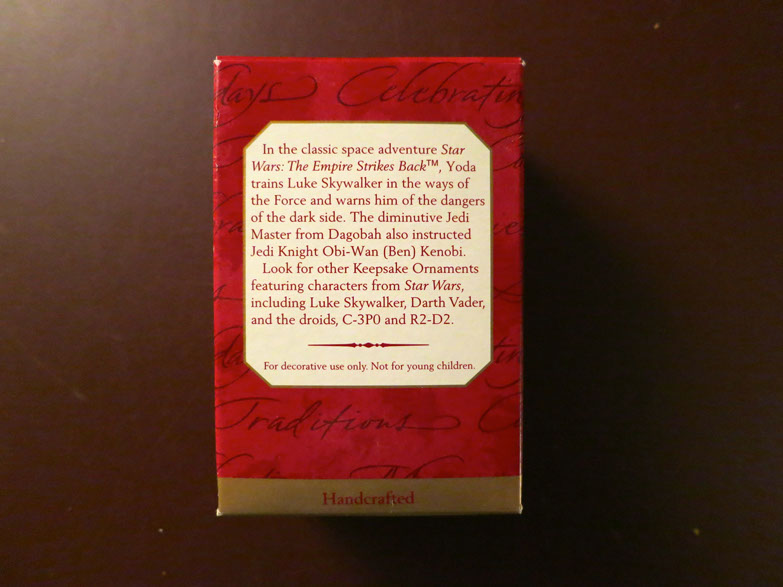 days Celebratin
In the classic space adventure Star
Wars: The Empire Strikes Back™, Yoda
trains Luke Skywalker in the ways of
the Force and warns him of the dangers
of the dark side. The diminutive Jedi
Master from Dagobah also instructed
Jedi Knight Obi-Wan (Ben) Kenobi.
Look for other Keepsake Ornaments
featuring characters from Star Wars,
including Luke Skywalker, Darth Vader,
and the droids, C-3P0 and R2-D2.
For decorative use only. Not for young children.
Traditions
Handcrafted